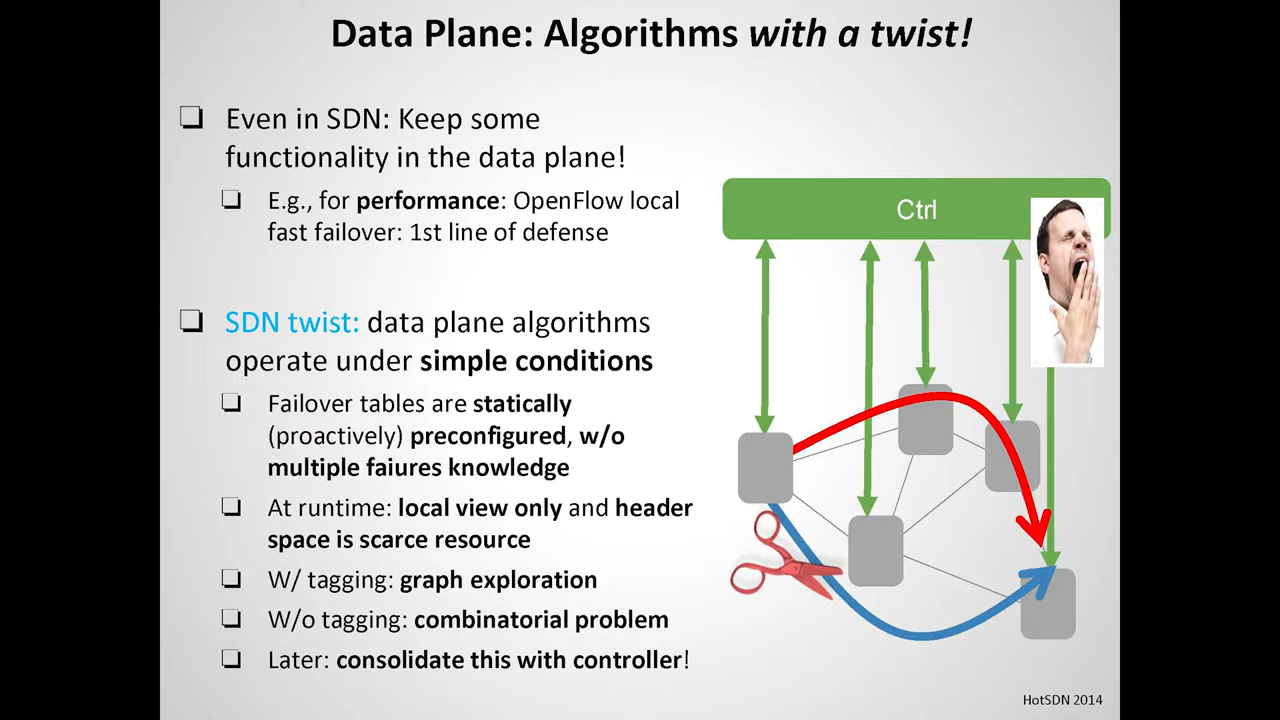 Data Plane: Algorithms with a twist!
❏ Even in SDN: Keep some
functionality in the data plane!
❏ E.g., for performance: OpenFlow local
fast failover: 1st line of defense
❏ SDN twist: data plane algorithms
operate under simple conditions
❏ Failover tables are statically
(proactively) preconfigured, w/o
multiple faiures knowledge
❏ At runtime: local view only and header
space is scarce resource
❏ W/ tagging: graph exploration
❏ W/o tagging: combinatorial problem
❏ Later: consolidate this with controller!
Ctrl
HotSDN 2014